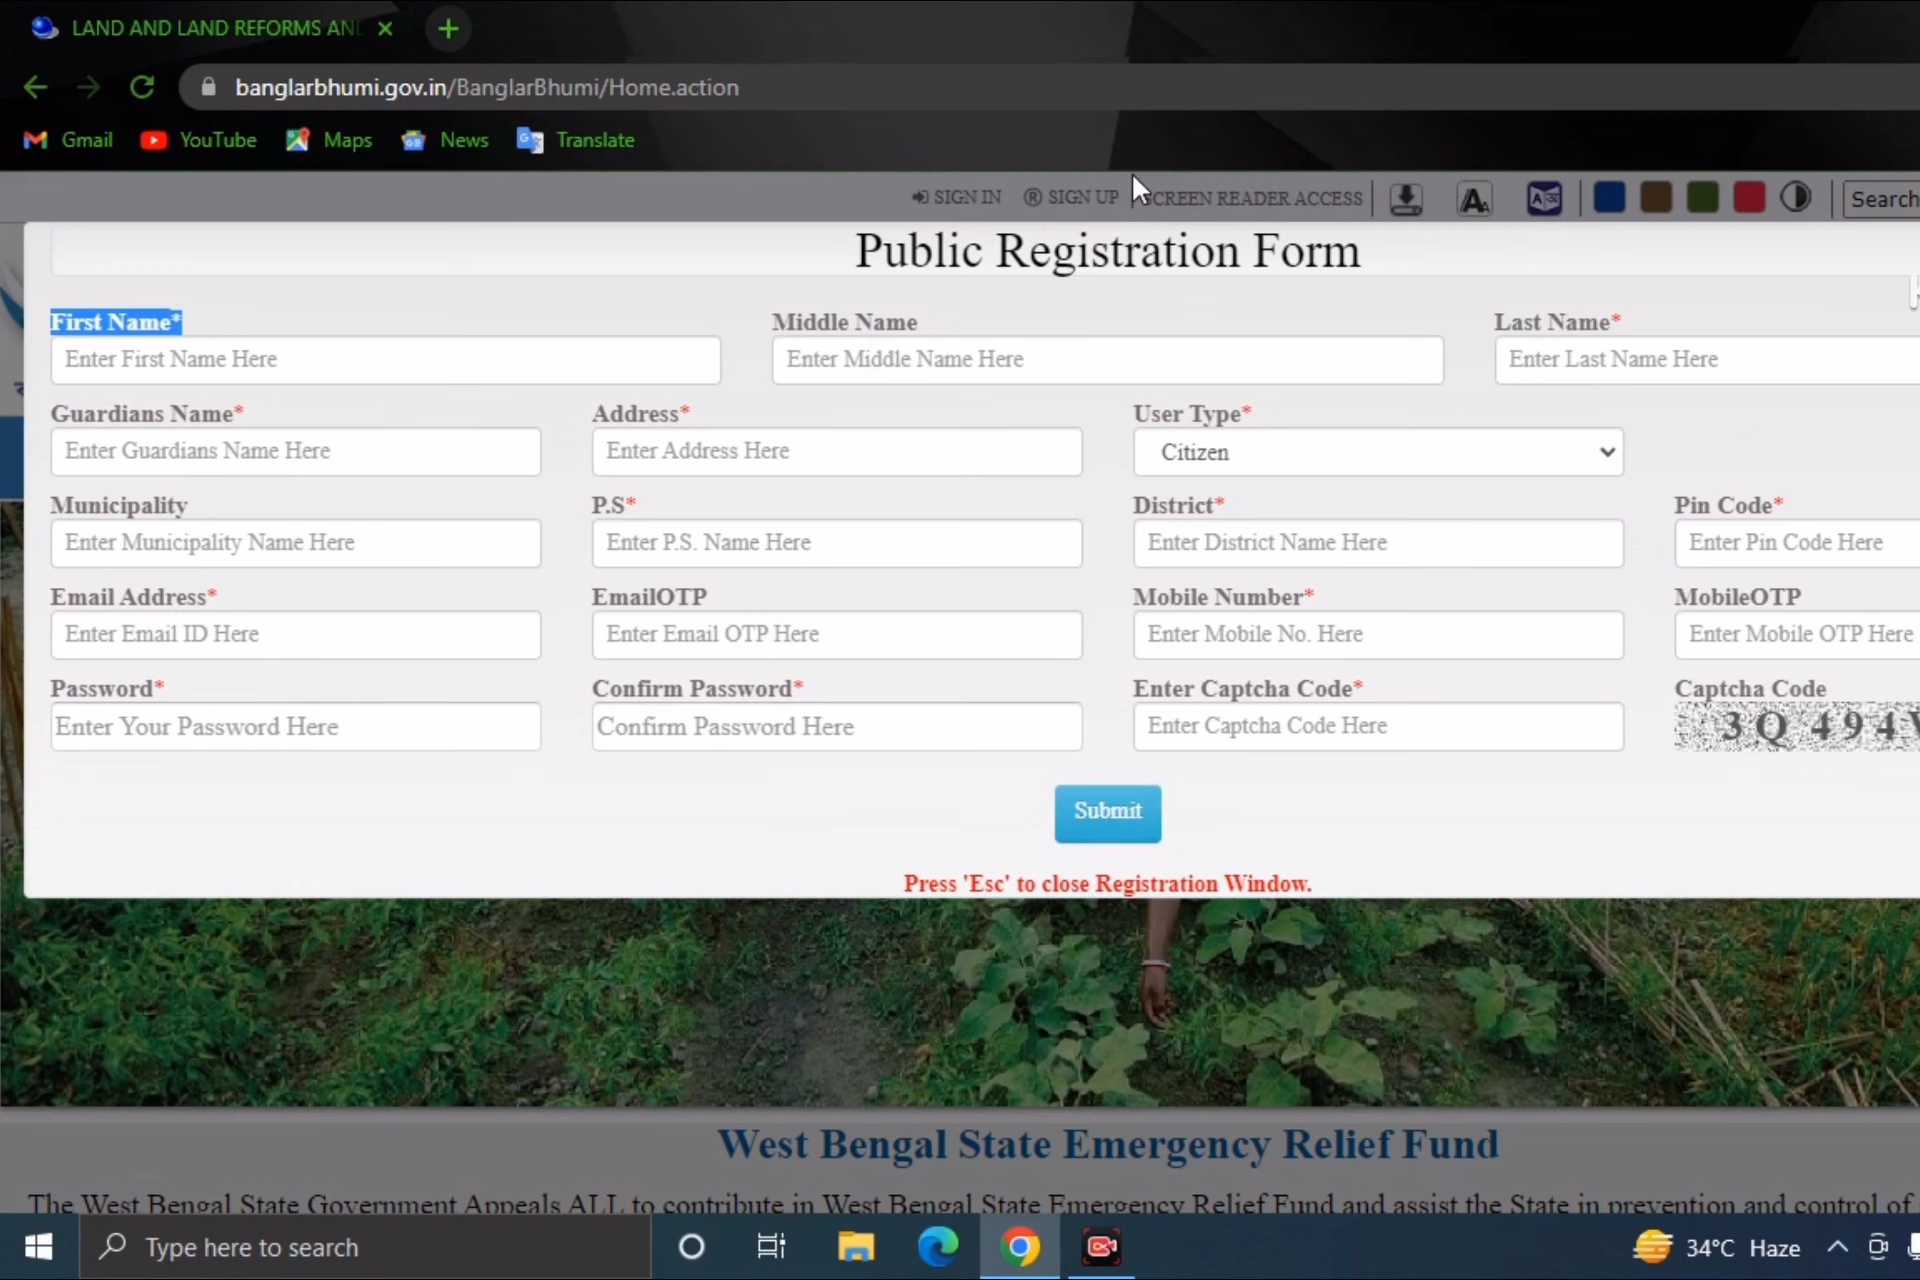 LAND AND LAND REFORMS AN
banglarbhumi.gov.in/BanglarBhumi/Home.action
Gmail YouTube Maps News Translate
SIGN IN ® SIGN UP SCREEN READER ACCESS Search
Public Registration Form
First Name* Middle Name Last Name*
Enter First Name Here Enter Middle Name Here Enter Last Name Here
Guardians Name* Address* User Type*
Enter Guardians Name Here Enter Address Here Citizen
Municipality P.S* District* Pin Code*
Enter Municipality Name Here Enter P.S. Name Here Enter District Name Here Enter Pin Code Here
Email Address* EmailOTP Mobile Number* MobileOTP
Enter Email ID Here Enter Email OTP Here Enter Mobile No. Here Enter Mobile OTP Here
Password* Confirm Password* Enter Captcha Code* Captcha Code
Enter Your Password Here Confirm Password Here Enter Captcha Code Here 3Q 494
Submit
Press 'Esc' to close Registration Window.
West Bengal State Emergency Relief Fund
The West Bengal State Government Appeals ALL to contribute in West Bengal State Emergency Relief Fund and assist the State in prevention and control of
Type here to search 34°C Haze